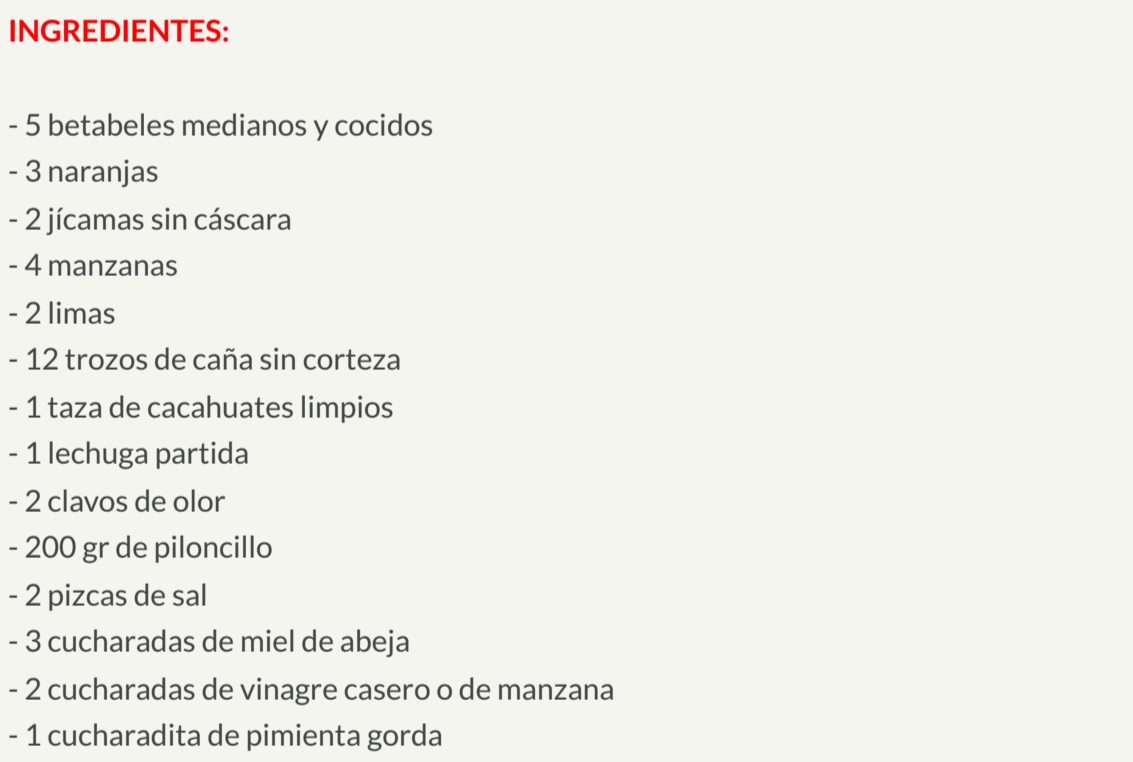 INGREDIENTES:
- 5 betabeles medianos y cocidos
- 3 naranjas
- 2 jícamas sin cáscara
- 4 manzanas
- 2 limas
- 12 trozos de caña sin corteza
- 1 taza de cacahuates limpios
- 1 lechuga partida
- 2 clavos de olor
- 200 gr de piloncillo
- 2 pizcas de sal
- 3 cucharadas de miel de abeja
- 2 cucharadas de vinagre casero o de manzana
- 1 cucharadita de pimienta gorda